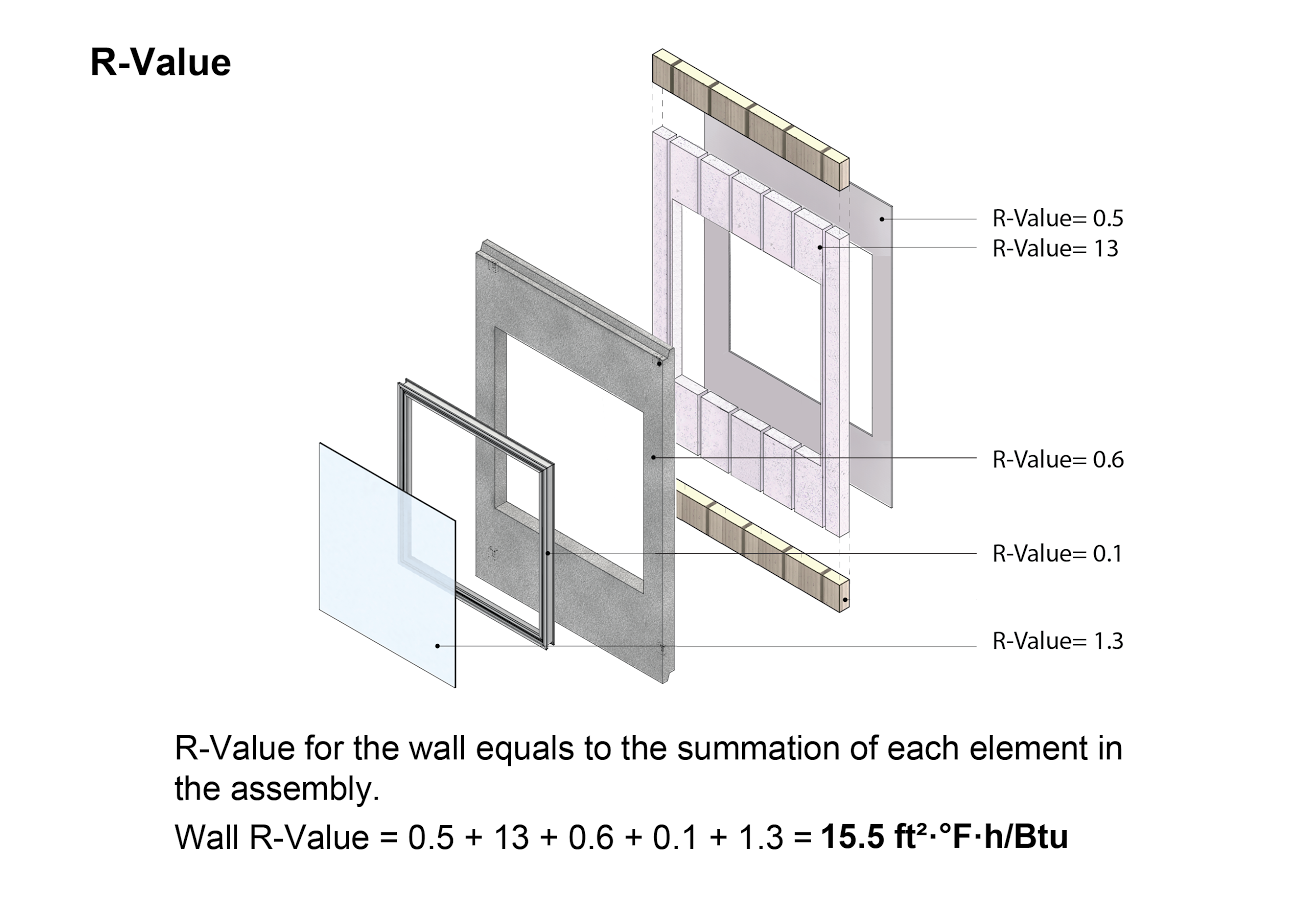 R-Value
R-Value= 0.5
R-Value= 13
R-Value= 0.6
R-Value= 0.1
R-Value= 1.3
R-Value for the wall equals to the summation of each element in
the assembly.
Wall R-Value = 0.5 + 13 + 0.6 + 0.1 + 1.3 = 15.5 ft²·°F·h/Btu